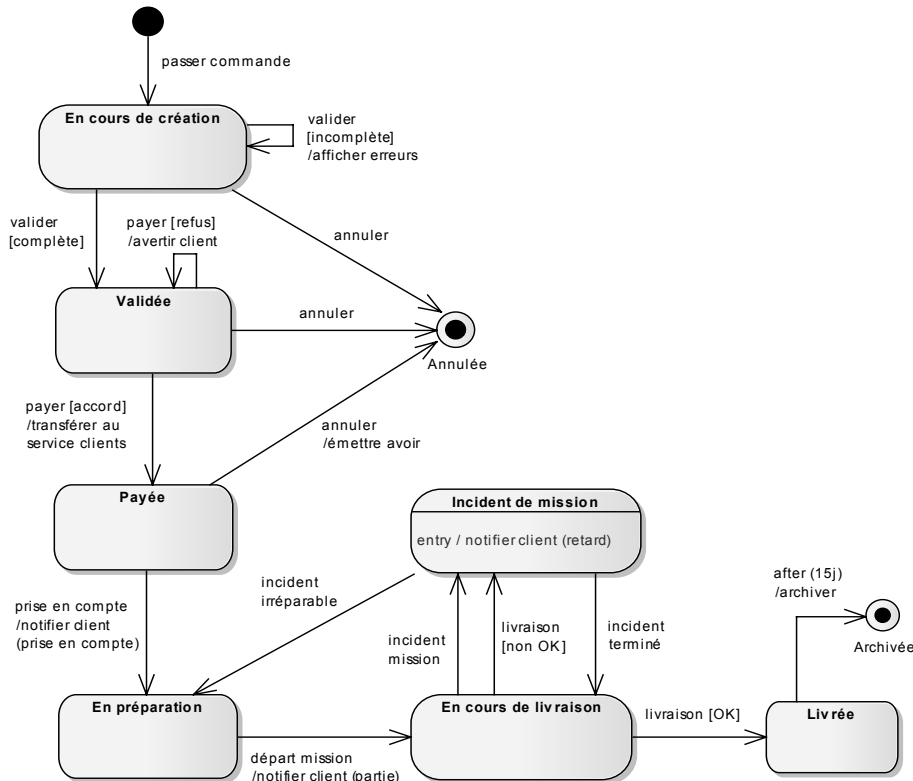 passer commande
En cours de création
valider
[incomplète]
/afficher erreurs
valider
[complète]
payer [refus]
/avertir client
annuler
Validée
annuler
Annulée
payer [accord]
/transférer au
service clients
annuler
/émettre avoir
Payée
Incident de mission
entry / notifier client (retard)
prise en compte
/notifier client
(prise en compte)
incident
irréparable
incident
mission
livraison
[non OK]
incident
terminé
after (15j)
/archiver
Archivée
En préparation
départ mission
/notifier client (partie)
En cours de livraison
livraison [OK]
Livrée